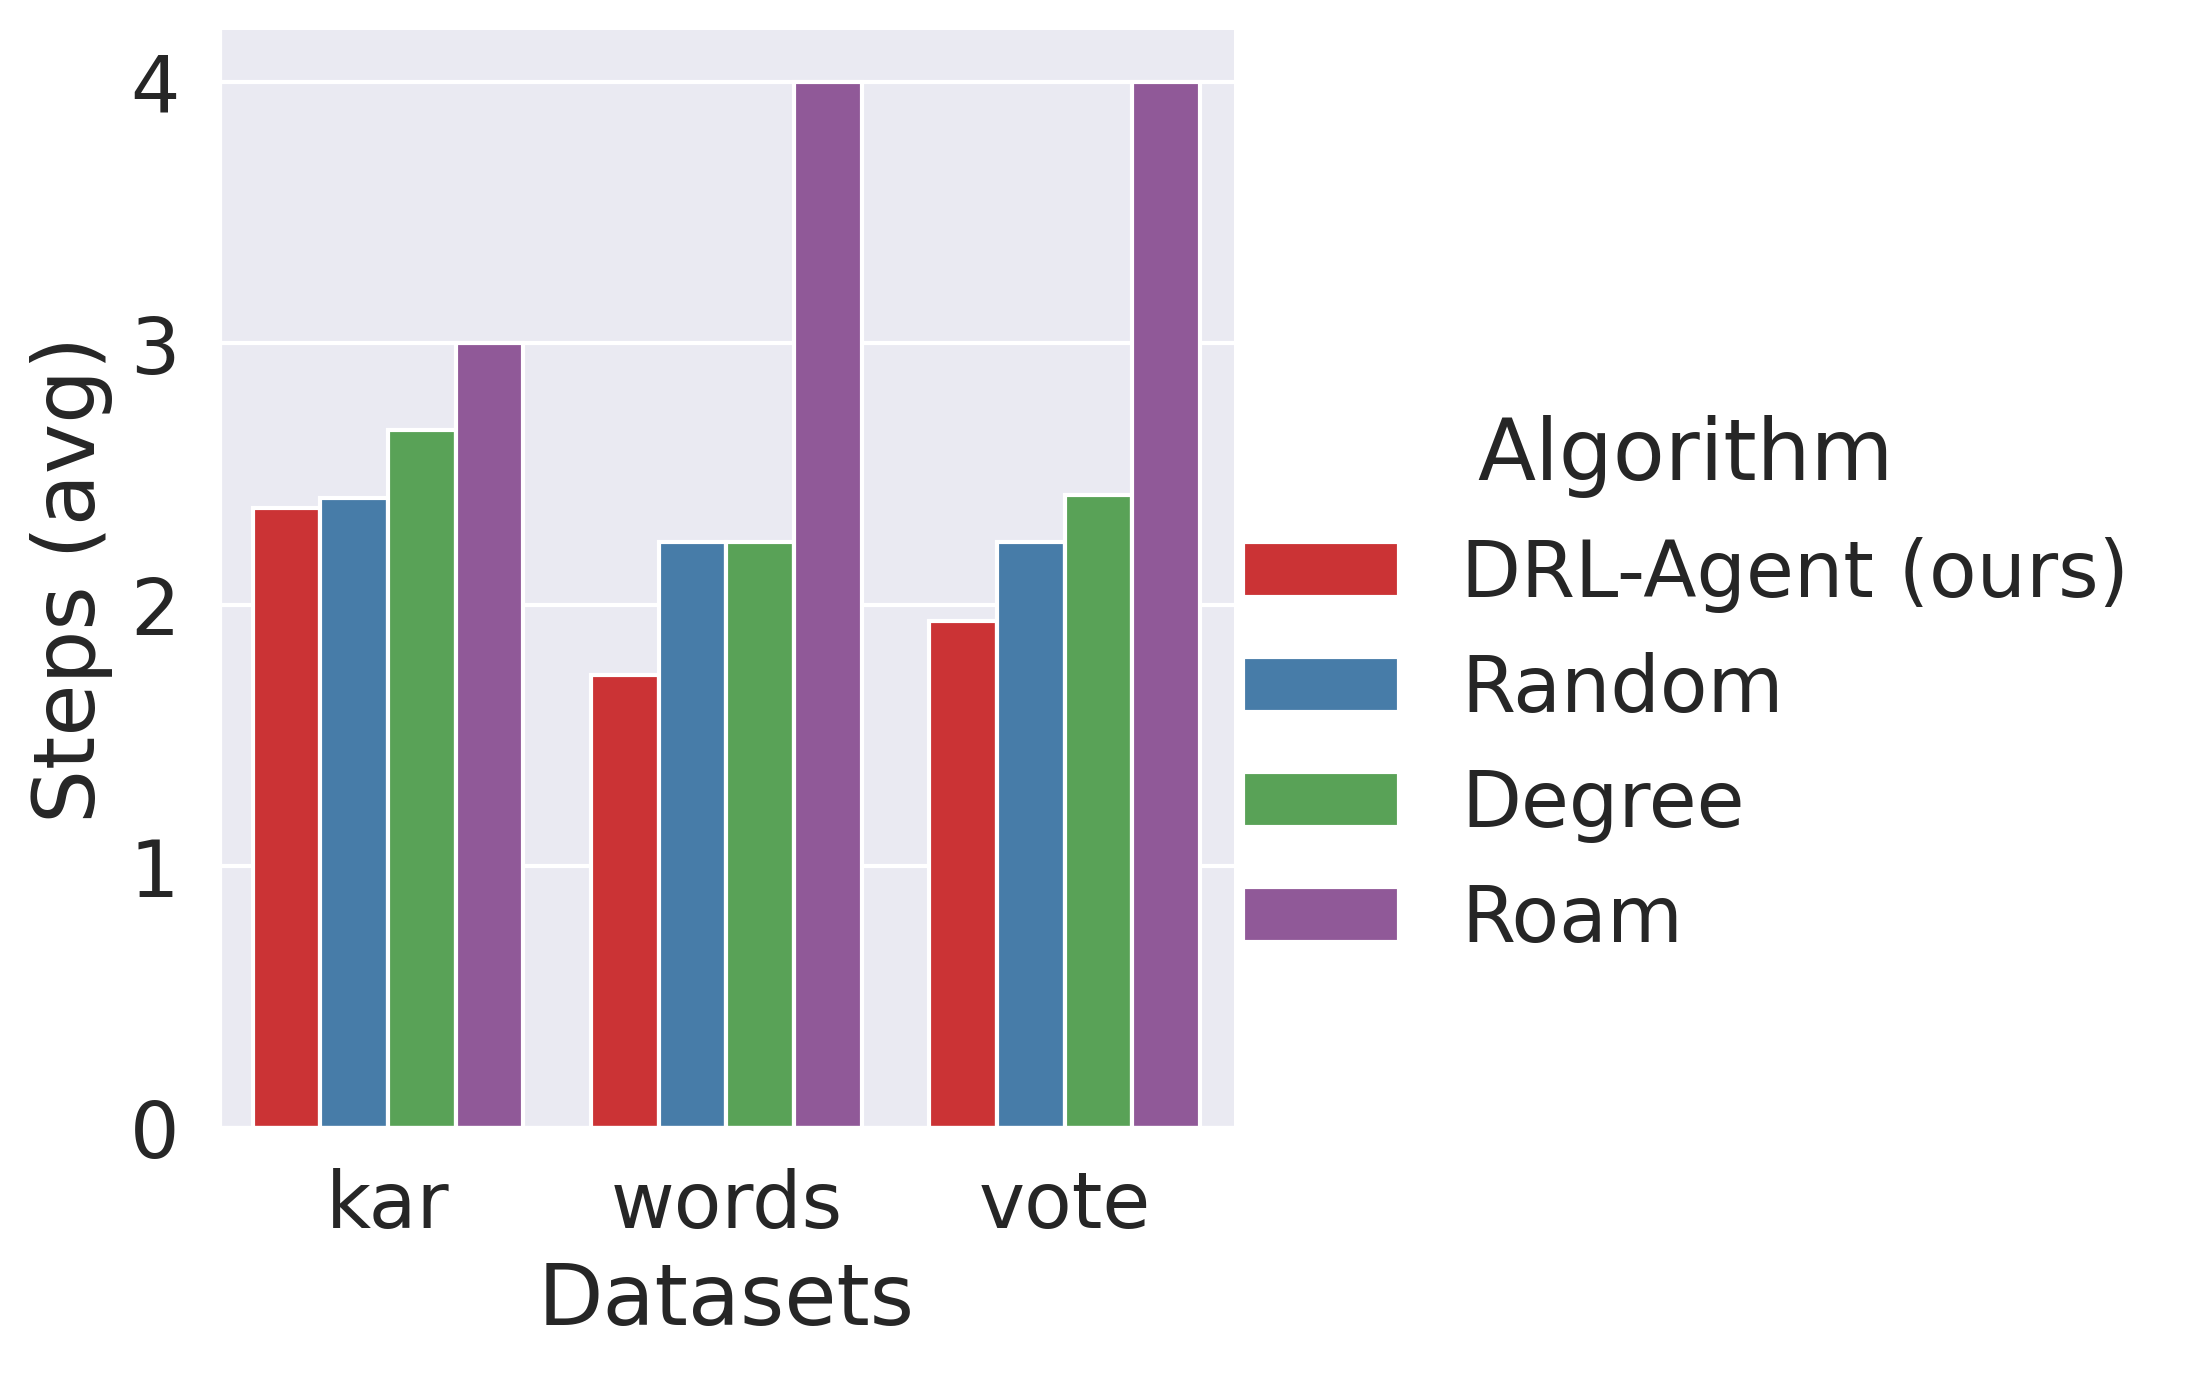 4
3
2
1
0
Steps (avg)
kar words vote
Datasets
Algorithm
DRL-Agent (ours)
Random
Degree
Roam